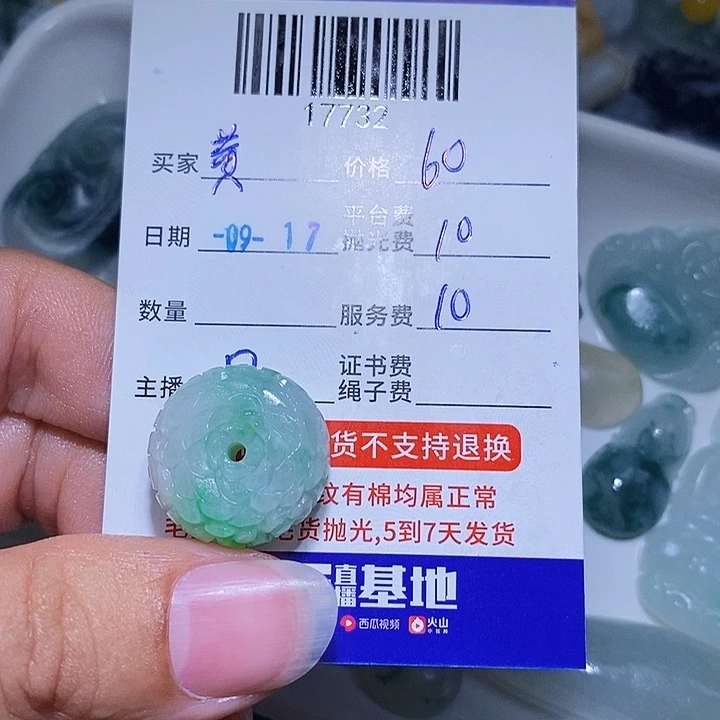 17732
买家 黄 价格 60
平台费
日期 -09- 17 抛光费 10
数量 服务费 10
证书费
主播 绳子费
货不支持退换
纹有棉均属正常
货抛光,5到7天发货
直播基地
西瓜视频 火山